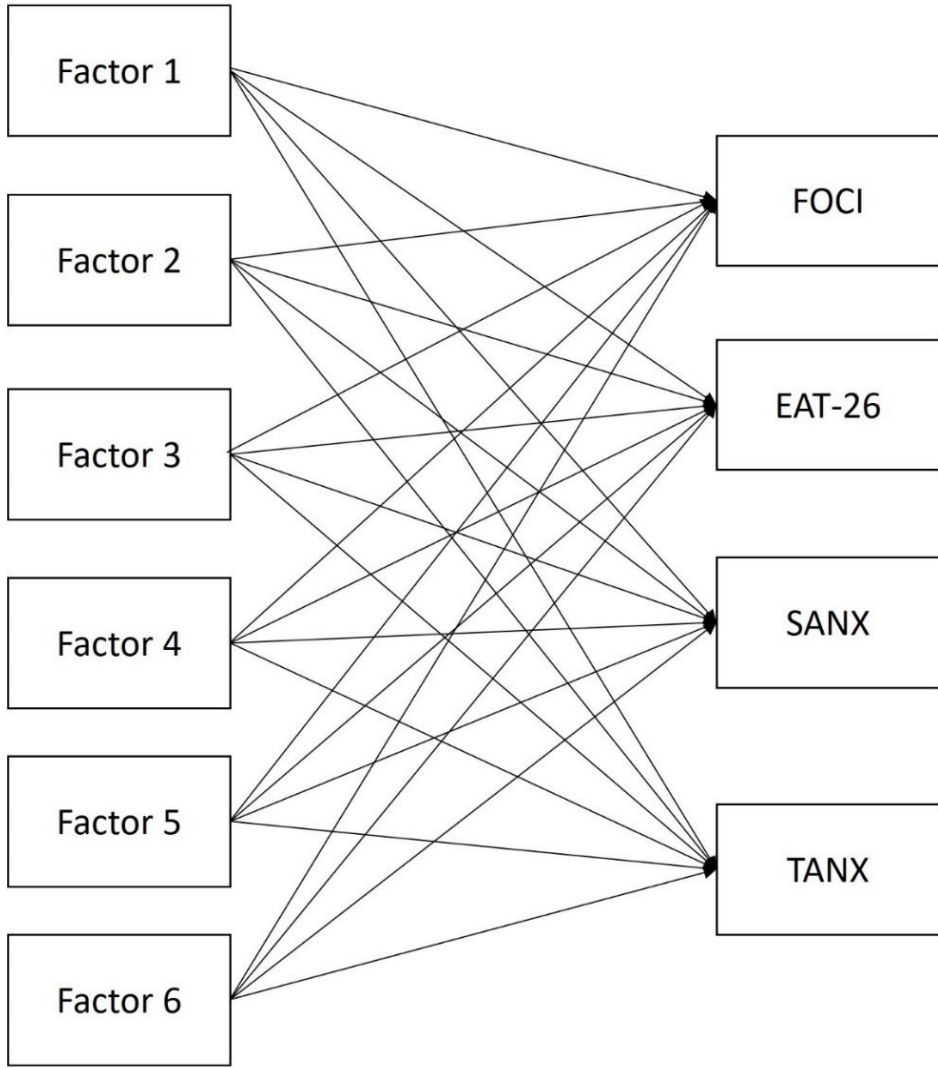 Factor 1
FOCI
Factor 2
EAT-26
Factor 3
SANX
Factor 4
TANX
Factor 5
Factor 6